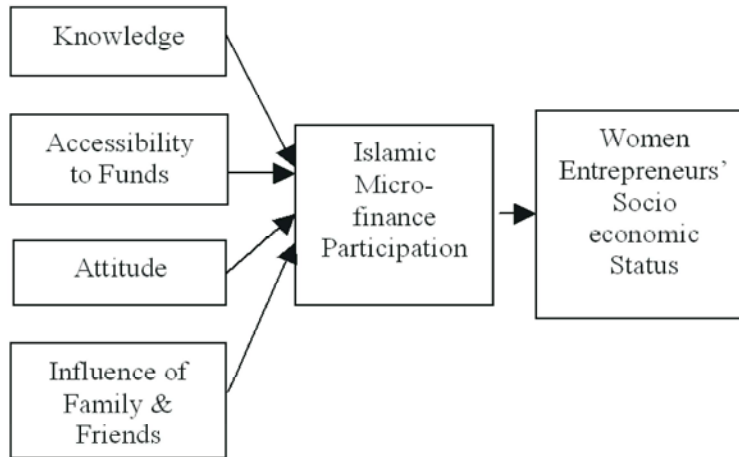 Knowledge
Accessibility
to Funds
Attitude
Influence of
Family &
Friends
Islamic
Micro-
finance
Participation
Women
Entrepreneurs’
Socio
economic
Status